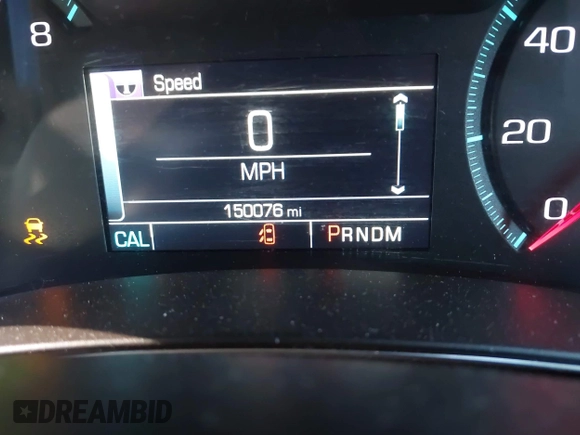 8
40
Speed
0
MPH
20
150076 mi
0
CAL
PRNDM
DREAMBID